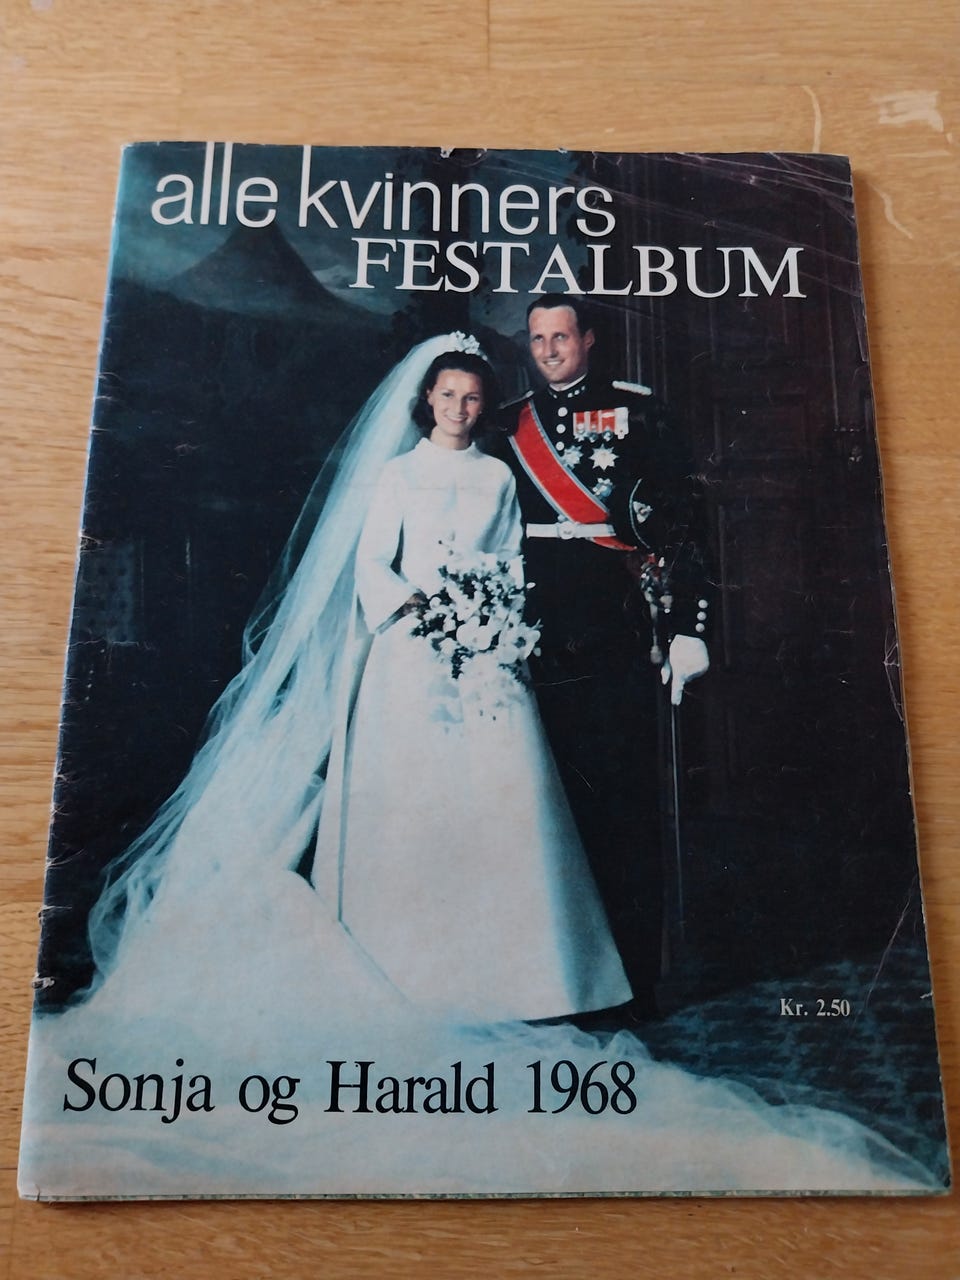 alle kvinners
FESTALBUM
Kr. 2.50
Sonja og Harald 1968